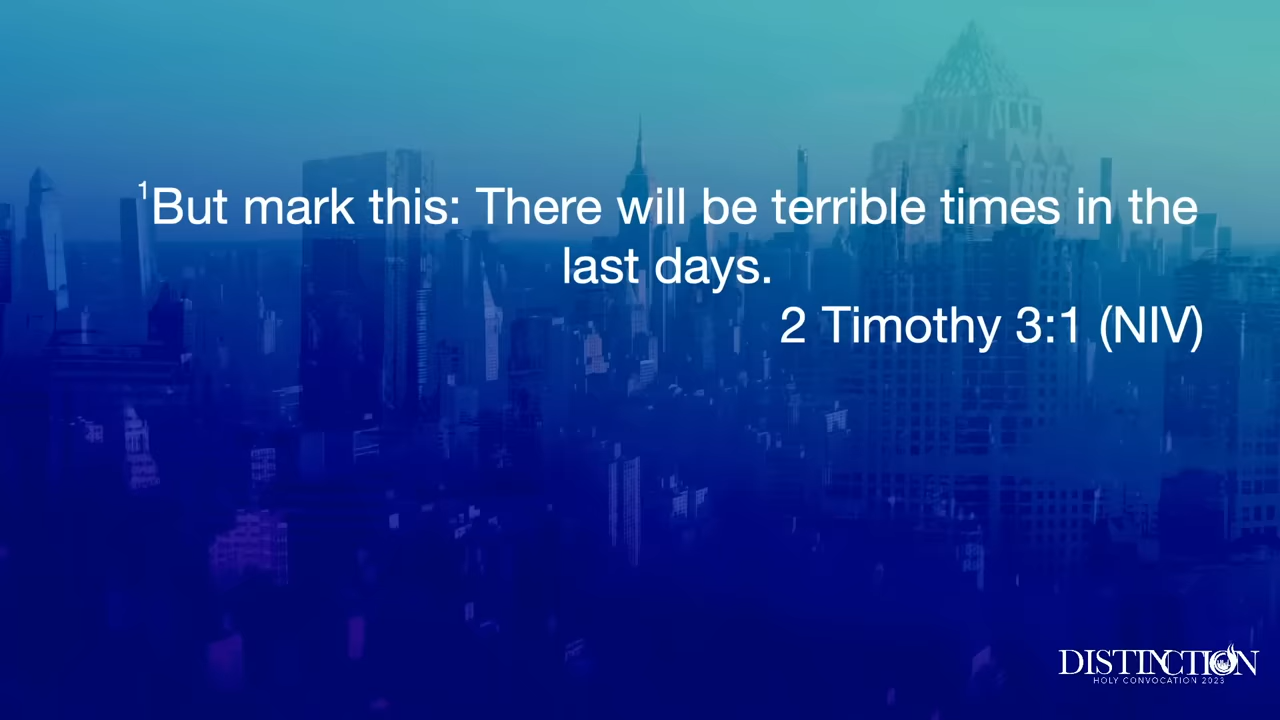 ¹But mark this: There will be terrible times in the
last days.
2 Timothy 3:1 (NIV)
DISTINCTION
HOLY CONVOCATION 2023